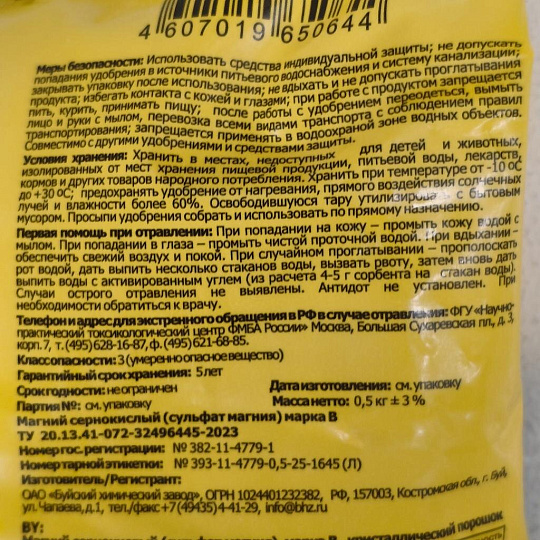 4 607019 650644
Меры безопасности: Использовать средства индивидуальной защиты; не допускать
попадания удобрения в источники питьевого водоснабжения и систему канализации;
закрывать упаковку после использования; не вдыхать и не допускать проглатывания
продукта; избегать контакта с кожей и глазами; при работе с продуктом запрещается
пить, курить, принимать пищу; после работы с удобрением переодеться, вымыть
лицо и руки с мылом, перевозка всеми видами транспорта с соблюдением правил
транспортирования; запрещается применять в водоохраной зоне водных объектов.
Совместимо с другими удобрениями и средствами защиты.
Условия хранения: Хранить в местах, недоступных для детей и животных,
изолированных от мест хранения пищевой продукции, питьевой воды, лекарств,
кормов и других товаров народного потребления. Хранить при температуре от -10 оС
до +30 оС; предохранять удобрение от нагревания, прямого воздействия солнечных
лучей и влажности более 60%. Освободившуюся тару утилизировать с бытовым
мусором. Просыпи удобрения собрать и использовать по прямому назначению.
Первая помощь при отравлении: При попадании на кожу – промыть кожу водой с
мылом. При попадании в глаза – промыть чистой проточной водой. При вдыхании -
обеспечить свежий воздух и покой. При случайном проглатывании – прополоскать
рот водой, дать выпить несколько стаканов воды, вызвать рвоту, затем вновь дать
выпить воды с активированным углем (из расчета 4-5 г сорбента на стакан воды).
Случаи острого отравления не выявлены. Антидот не установлен. При
необходимости обратиться к врачу.
Телефон и адрес для экстренного обращения в РФ в случае отравления: ФГУ «Научно-
практический токсикологический центр ФМБА России» Москва, Большая Сухаревская пл., д. 3,
корп. 7, т. (495) 628-16-87, ф. (495) 621-68-85.
Класс опасности: 3 (умеренно опасное вещество)
Гарантийный срок хранения: 5 лет
Срок годности: не ограничен Дата изготовления: см. упаковку
Партия №: см. упаковку Масса нетто: 0,5 кг ± 3 %
Магний сернокислый (сульфат магния) марка В
ТУ 20.13.41-072-32496445-2023
Номер гос. регистрации: № 382-11-4779-1
Номер тарной этикетки: № 393-11-4779-0,5-25-1645 (Л)
Изготовитель/Регистрант:
ОАО «Буйский химический завод», ОГРН 1024401232382, РФ, 157003, Костромская обл., г. Буй,
ул. Чапаева, д.1, тел./факс +7 (49435) 4-41-29, info@bhz.ru
BY:
Магний сернокислый (сульфат магния) марка В, кристаллический порошок